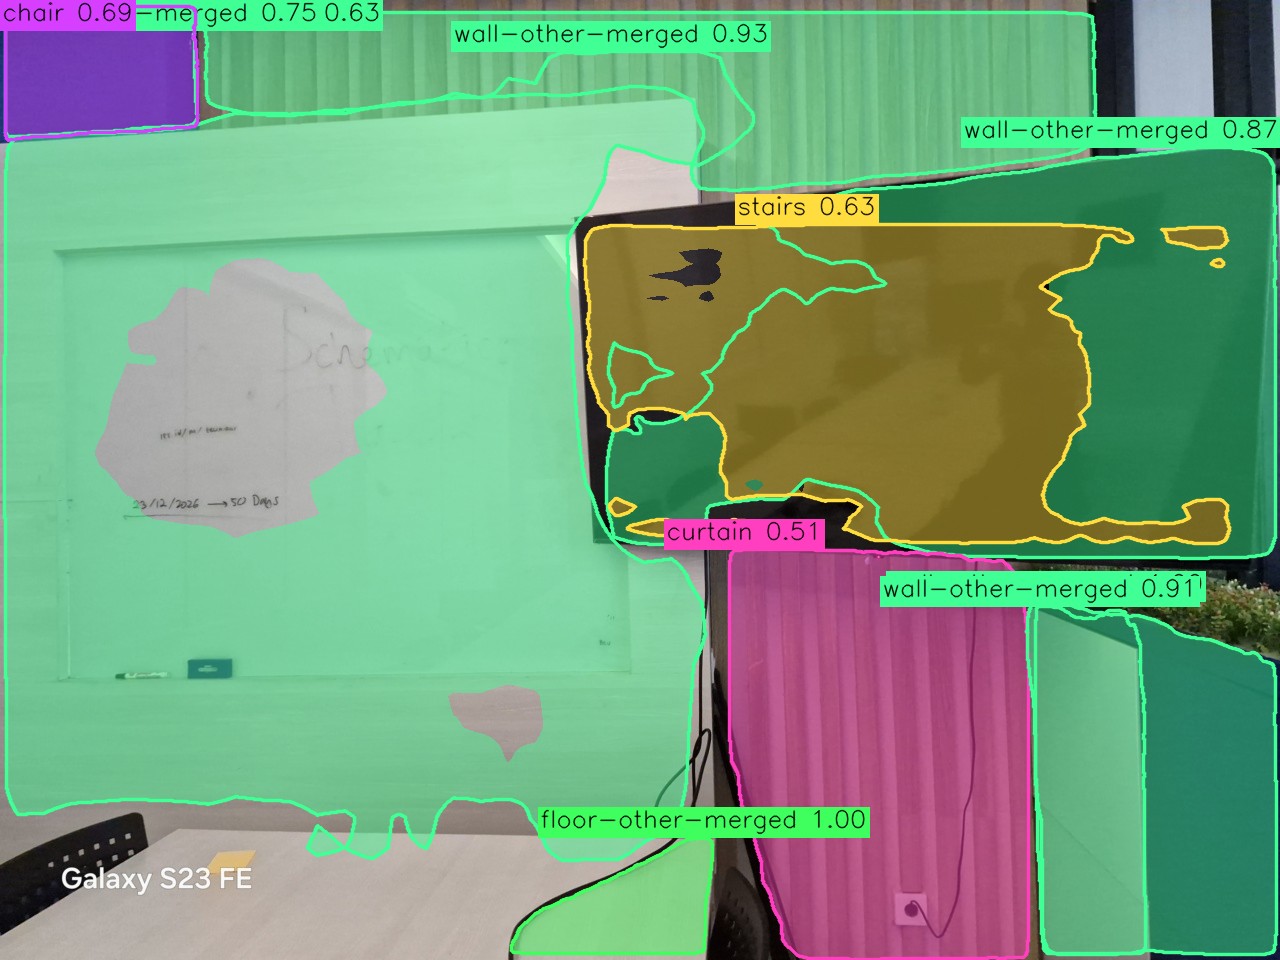 chair 0.69
-merged 0.75 0.63
wall-other-merged 0.93
wall-other-merged 0.87
stairs 0.63
23/12/2026 → 50 Days
curtain 0.51
wall-other-merged 0.91
floor-other-merged 1.00
Galaxy S23 FE